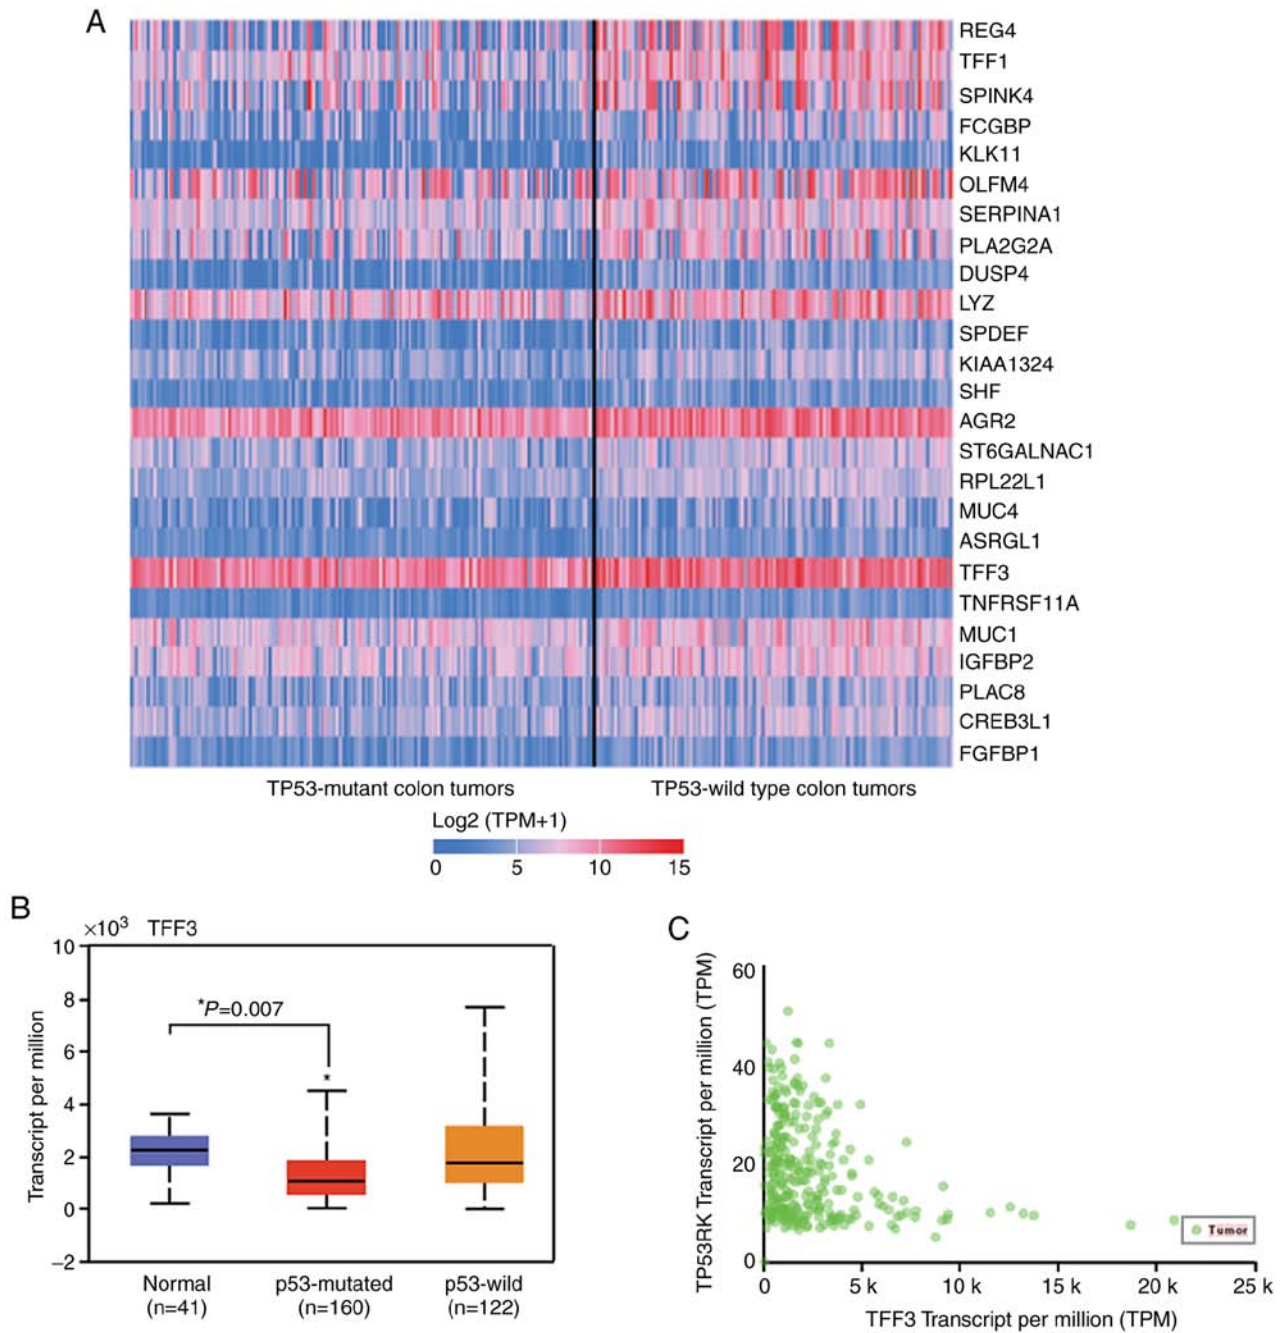 A
REG4
TFF1
SPINK4
FCGBP
KLK11
OLFM4
SERPINA1
PLA2G2A
DUSP4
LYZ
SPDEF
KIAA1324
SHF
AGR2
ST6GALNAC1
RPL22L1
MUC4
ASRGL1
TFF3
TNFRSF11A
MUC1
IGFBP2
PLAC8
CREB3L1
FGFBP1
TP53-mutant colon tumors TP53-wild type colon tumors
Log2 (TPM+1)
0 5 10 15
B
×10³ TFF3
Transcript per million
10
8
6
4
2
0
−2
*P=0.007
*
Normal p53-mutated p53-wild
(n=41) (n=160) (n=122)
C
TP53RK Transcript per million (TPM)
60
40
20
0
Tumor
0 5 k 10 k 15 k 20 k 25 k
TFF3 Transcript per million (TPM)